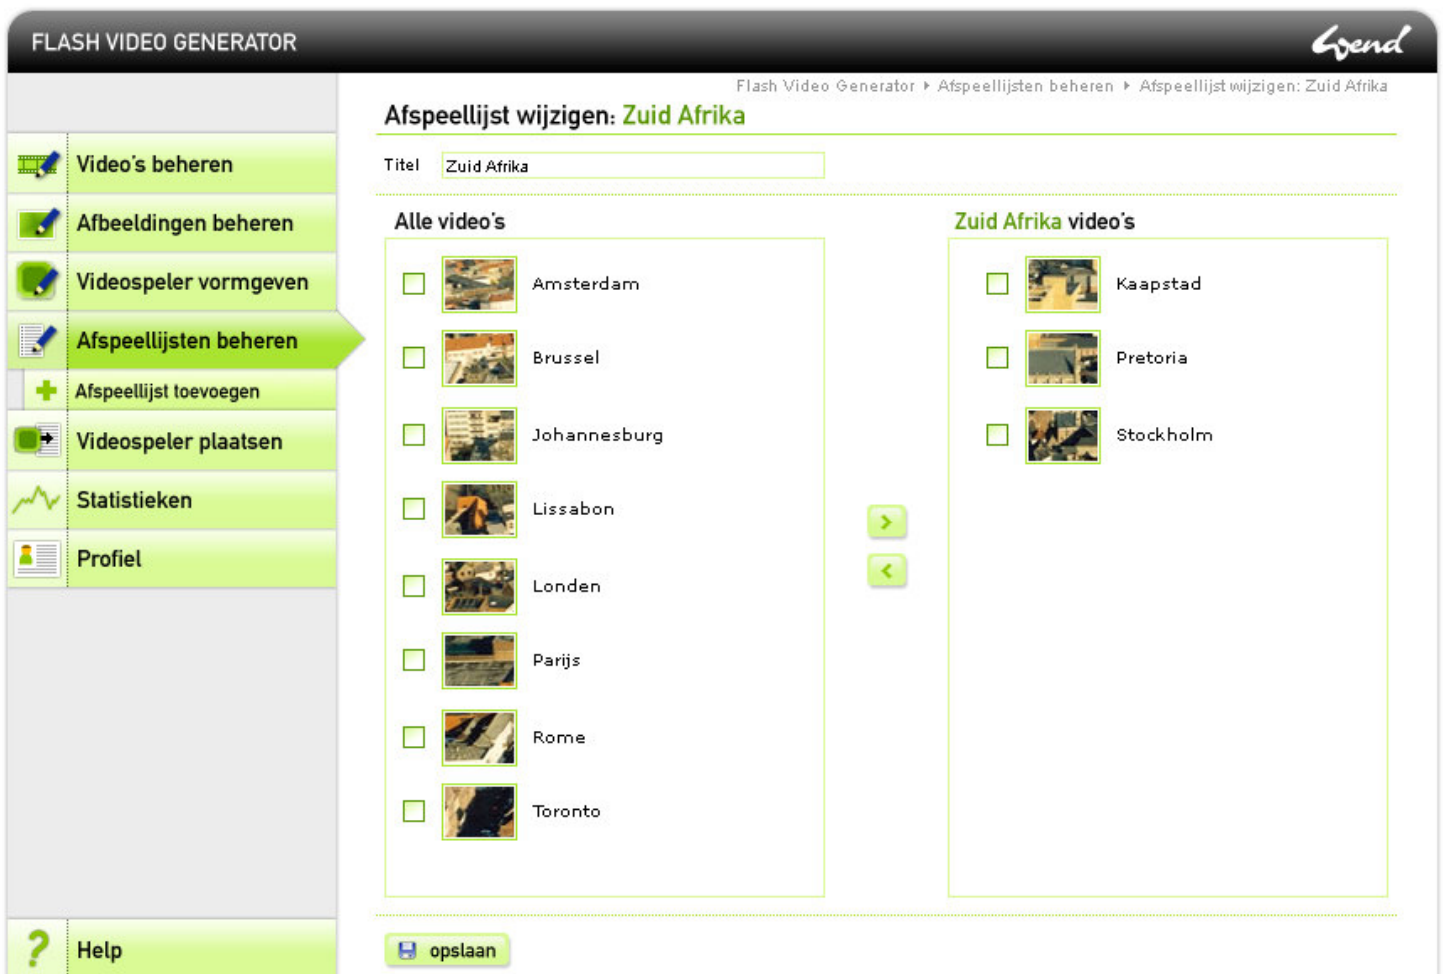 FLASH VIDEO GENERATOR
Flash Video Generator ▸ Afspeellijsten beheren ▸ Afspeellijst wijzigen: Zuid Afrika
Afspeellijst wijzigen: Zuid Afrika
Video's beheren
Afbeeldingen beheren
Videospeler vormgeven
Afspeellijsten beheren
Afspeellijst toevoegen
Videospeler plaatsen
Statistieken
Profiel
Help
Titel Zuid Afrika
Alle video's
Amsterdam
Brussel
Johannesburg
Lissabon
Londen
Parijs
Rome
Toronto
Zuid Afrika video's
Kaapstad
Pretoria
Stockholm
opslaan